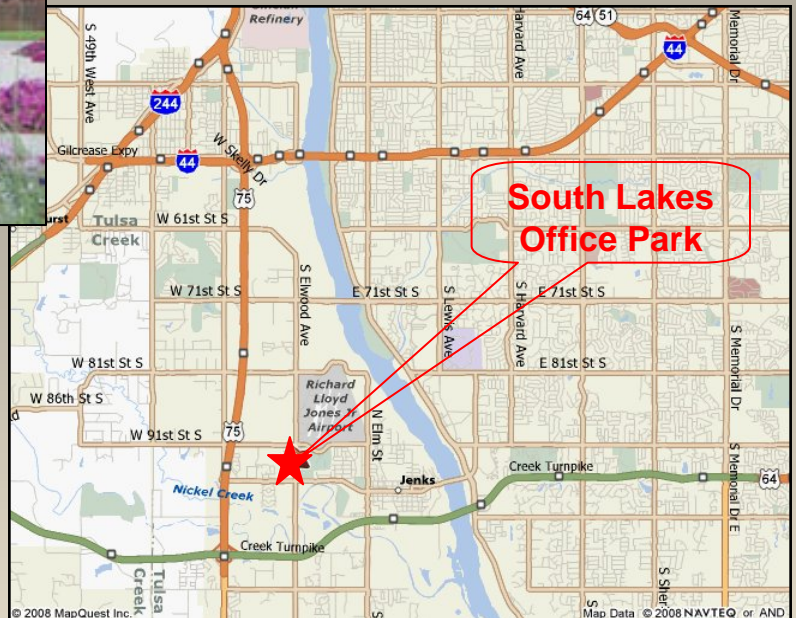 Refinery
64 51
Harvard Ave
Memorial Dr
S 49th West Ave
44
244
Gilcrease Expy
44
W Skelly Dr
75
South Lakes
Office Park
Tulsa
Creek
W 61st St S
S Elwood Ave
W 71st St S
E 71st St S
S Lewis Ave
S Harvard Ave
E 71st St S
S Memorial Dr
W 81st St S
E 81st St S
W 86th St S
Richard
Lloyd
Jones Jr
Airport
N Elm St
W 91st St S
75
Nickel Creek
Jenks
Creek Turnpike
64
S Memorial Dr E
Creek Turnpike
Tulsa
Creek
© 2008 MapQuest Inc.
Map Data © 2008 NAVTEQ or AND